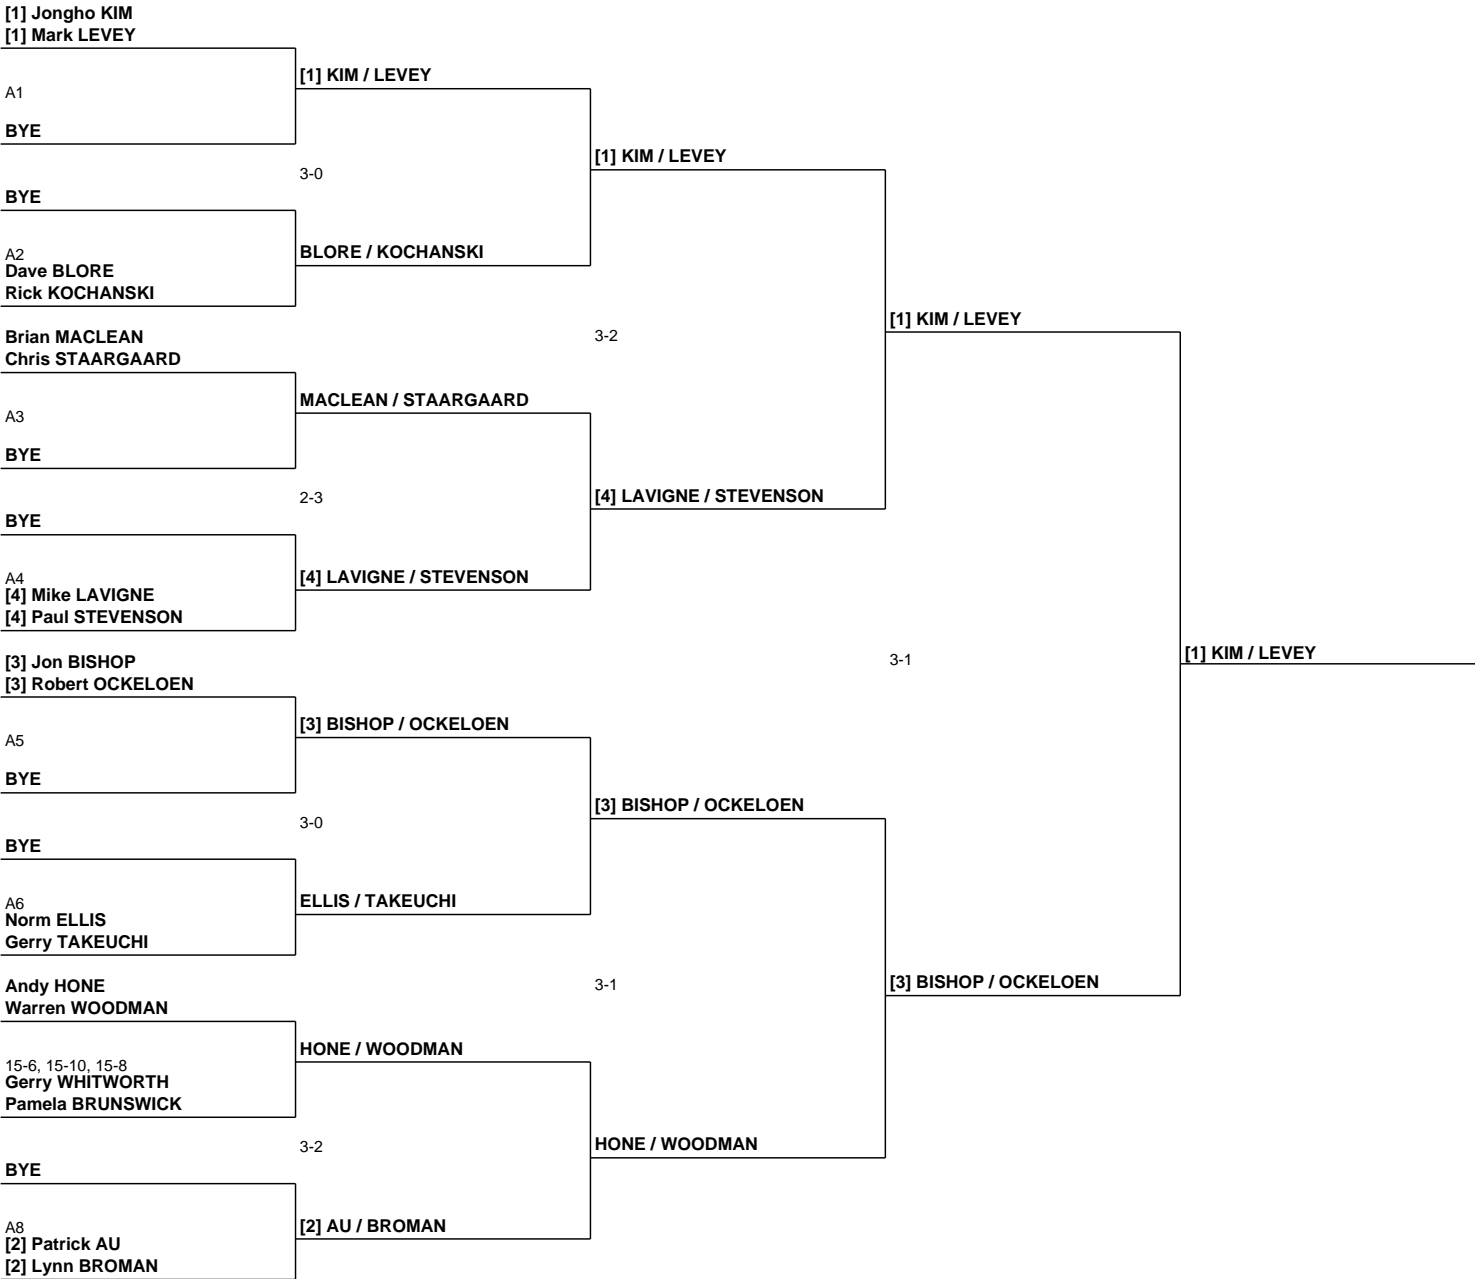 [1] Jongho KIM
[1] Mark LEVEY
[1] KIM / LEVEY
A1
BYE
[1] KIM / LEVEY
3-0
BYE
BLORE / KOCHANSKI
A2
Dave BLORE
Rick KOCHANSKI
[1] KIM / LEVEY
Brian MACLEAN
3-2
Chris STAARGAARD
MACLEAN / STAARGAARD
A3
BYE
2-3
[4] LAVIGNE / STEVENSON
BYE
A4
[4] LAVIGNE / STEVENSON
[4] Mike LAVIGNE
[4] Paul STEVENSON
[1] KIM / LEVEY
3-1
[3] Jon BISHOP
[3] Robert OCKELOEN
[3] BISHOP / OCKELOEN
A5
BYE
[3] BISHOP / OCKELOEN
3-0
BYE
ELLIS / TAKEUCHI
A6
Norm ELLIS
Gerry TAKEUCHI
[3] BISHOP / OCKELOEN
Andy HONE
3-1
Warren WOODMAN
HONE / WOODMAN
15-6, 15-10, 15-8
Gerry WHITWORTH
Pamela BRUNSWICK
3-2
HONE / WOODMAN
BYE
[2] AU / BROMAN
A8
[2] Patrick AU
[2] Lynn BROMAN